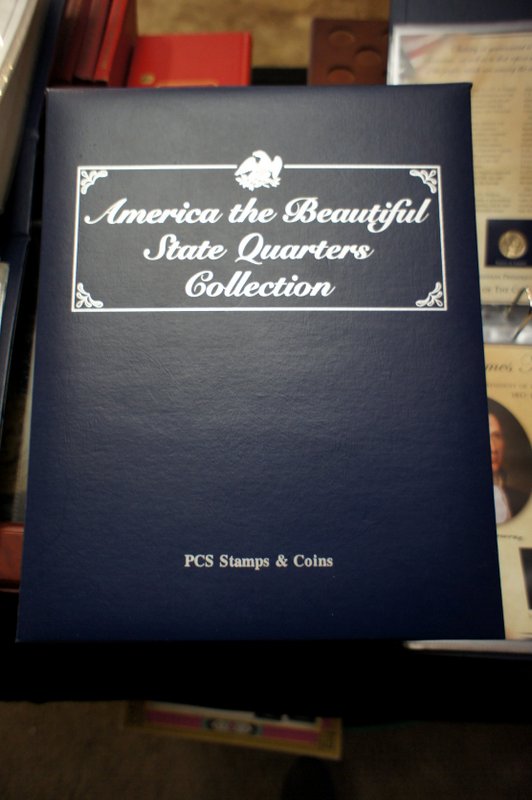 America the Beautiful
State Quarters
Collection
PCS Stamps & Coins